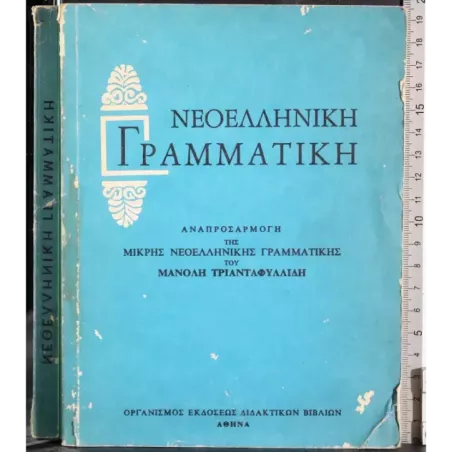 ΝΕΟΕΛΛΗΝΙΚΗ
ΓΡΑΜΜΑΤΙΚΗ
ΑΝΑΠΡΟΣΑΡΜΟΓΗ
ΤΗΣ
ΜΙΚΡΗΣ ΝΕΟΕΛΛΗΝΙΚΗΣ ΓΡΑΜΜΑΤΙΚΗΣ
ΤΟΥ
ΜΑΝΟΛΗ ΤΡΙΑΝΤΑΦΥΛΛΙΔΗ
ΟΡΓΑΝΙΣΜΟΣ ΕΚΔΟΣΕΩΣ ΔΙΔΑΚΤΙΚΩΝ ΒΙΒΛΙΩΝ
ΑΘΗΝΑ
ΝΕΟΕΛΛΗΝΙΚΗ ΓΡΑΜΜΑΤΙΚΗ